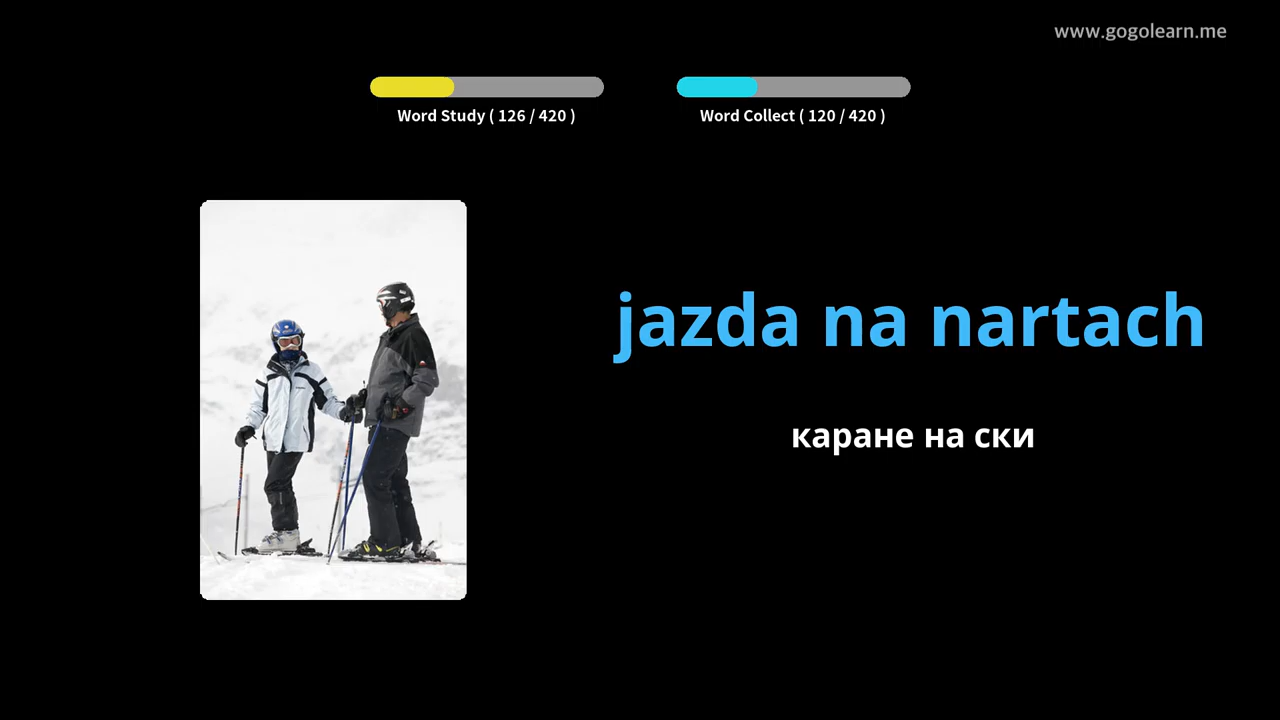 www.gogolearn.me
Word Study ( 126 / 420 )
Word Collect ( 120 / 420 )
jazda na nartach
каране на ски